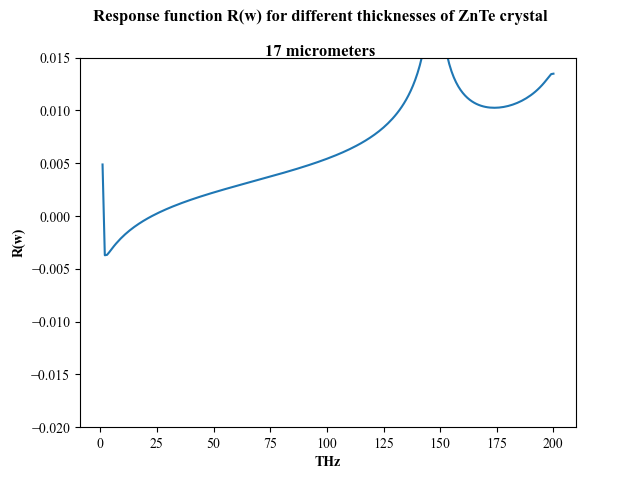 Response function R(w) for different thicknesses of ZnTe crystal
17 micrometers
0.015
0.010
0.005
0.000
−0.005
−0.010
−0.015
−0.020
R(w)
0 25 50 75 100 125 150 175 200
THz